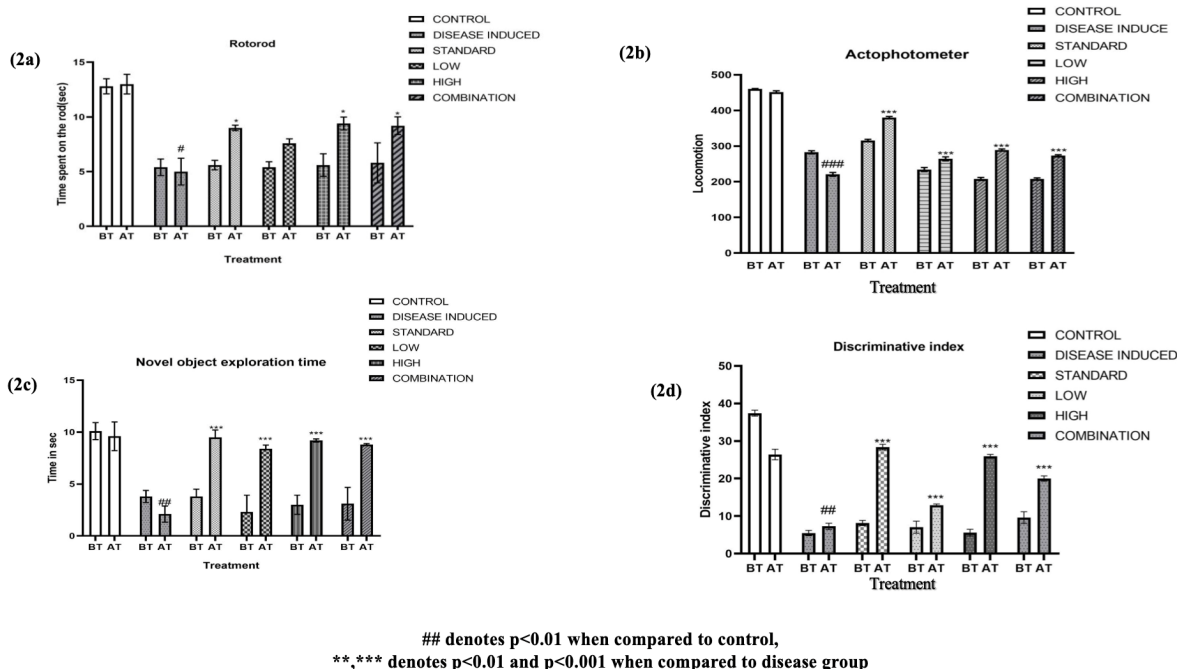 (2a)
Rotorod
CONTROL
DISEASE INDUCED
STANDARD
LOW
HIGH
COMBINATION
Time spent on the rod(sec)
15
10
5
0
#
*
*
*
BT AT BT AT BT AT BT AT BT AT BT AT
Treatment
(2b)
Actophotometer
CONTROL
DISEASE INDUCE
STANDARD
LOW
HIGH
COMBINATION
Locomotion
500
400
300
200
100
0
###
***
***
***
***
BT AT BT AT BT AT BT AT BT AT BT AT
Treatment
(2c)
Novel object exploration time
CONTROL
DISEASE INDUCED
STANDARD
LOW
HIGH
COMBINATION
Time in sec
15
10
5
0
##
***
***
***
***
BT AT BT AT BT AT BT AT BT AT BT AT
Treatment
(2d)
Discriminative index
CONTROL
DISEASE INDUCED
STANDARD
LOW
HIGH
COMBINATION
Discriminative index
40
30
20
10
0
##
***
***
***
***
BT AT BT AT BT AT BT AT BT AT BT AT
Treatment
## denotes p<0.01 when compared to control,
**,*** denotes p<0.01 and p<0.001 when compared to disease group